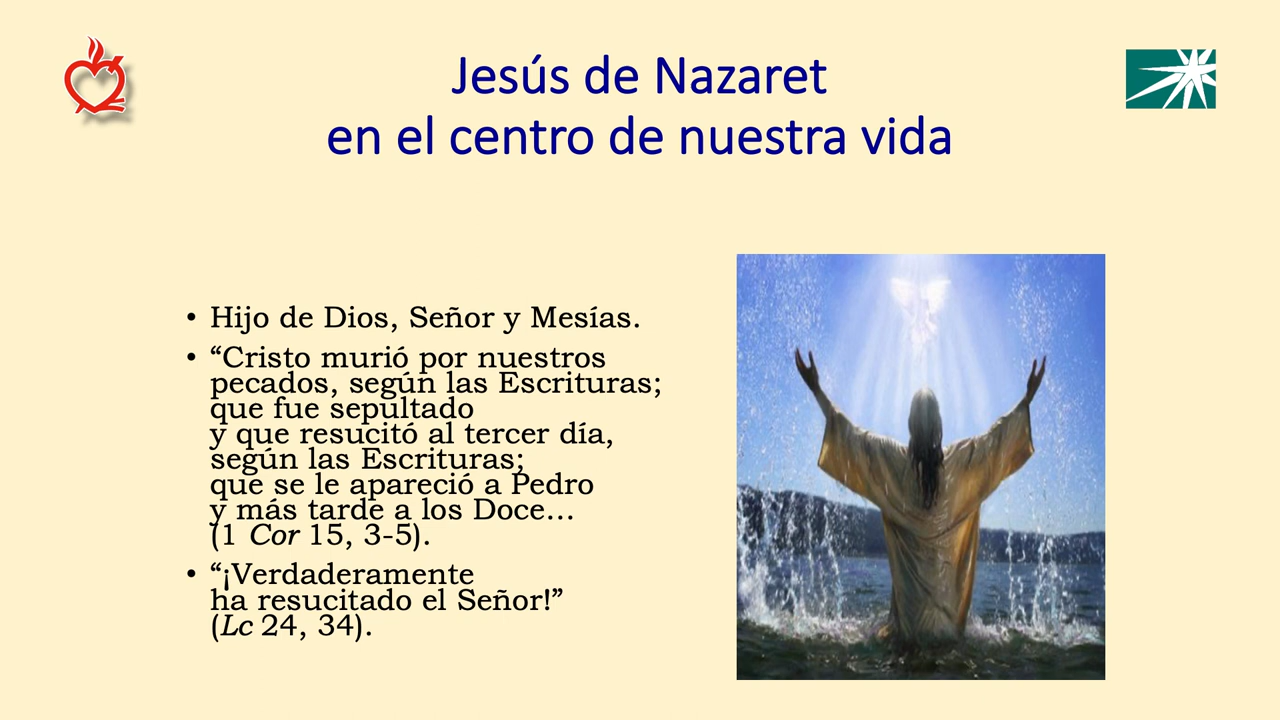 Jesús de Nazaret
en el centro de nuestra vida
• Hijo de Dios, Señor y Mesías.
• “Cristo murió por nuestros
pecados, según las Escrituras;
que fue sepultado
y que resucitó al tercer día,
según las Escrituras;
que se le apareció a Pedro
y más tarde a los Doce…
(1 Cor 15, 3-5).
• “¡Verdaderamente
ha resucitado el Señor!”
(Lc 24, 34).